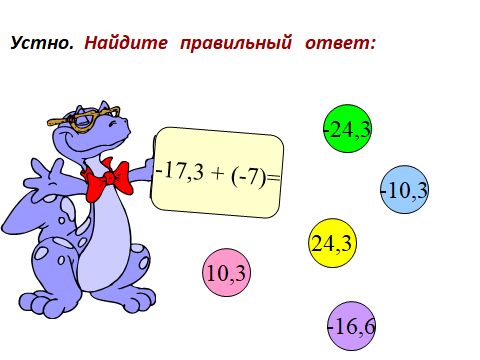 Устно. Найдите правильный ответ:
-24,3
-17,3 + (-7)=
-10,3
24,3
10,3
-16,6